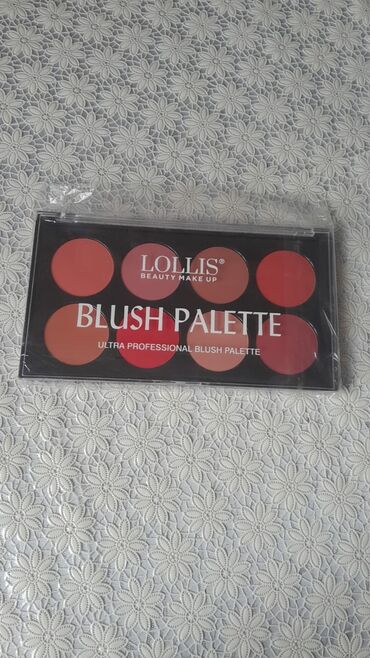 LOLLIS®
BEAUTY MAKE UP
BLUSH PALETTE
ULTRA PROFESSIONAL BLUSH PALETTE